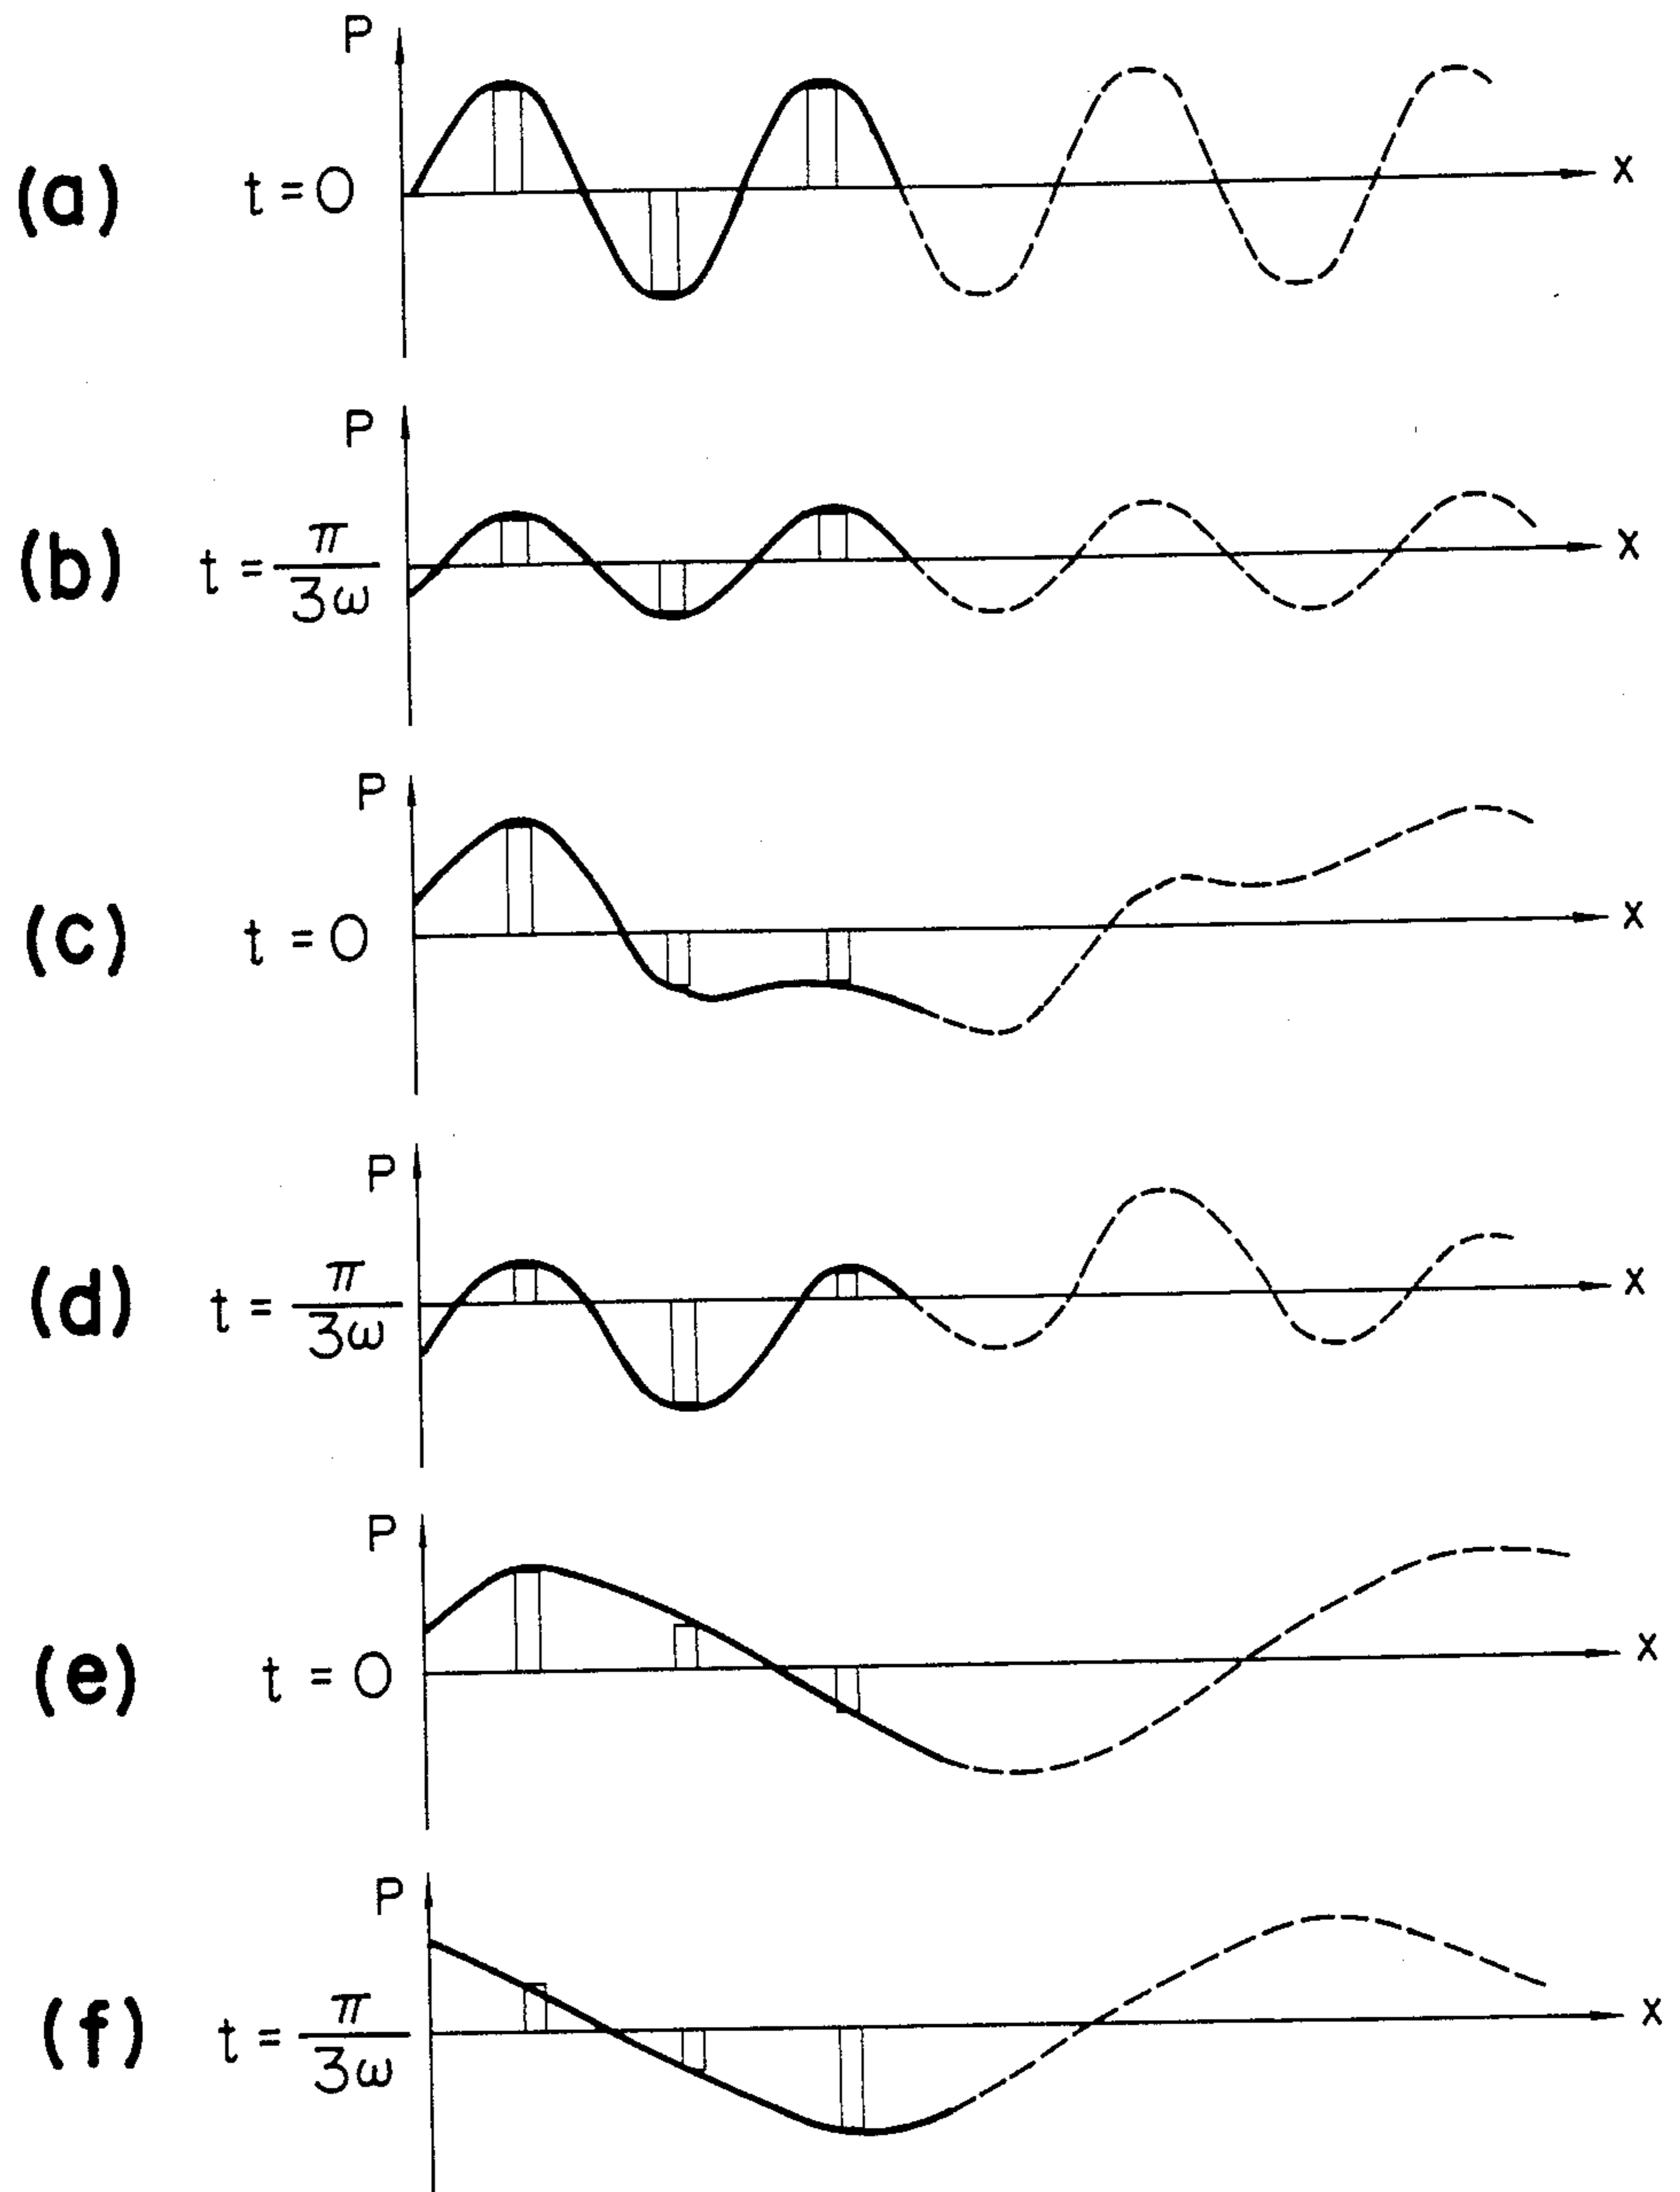 P
(a) t = 0 x
P
(b) t = π/3ω x
P
(c) t = 0 x
P
(d) t = π/3ω x
P
(e) t = 0 x
P
(f) t = π/3ω x